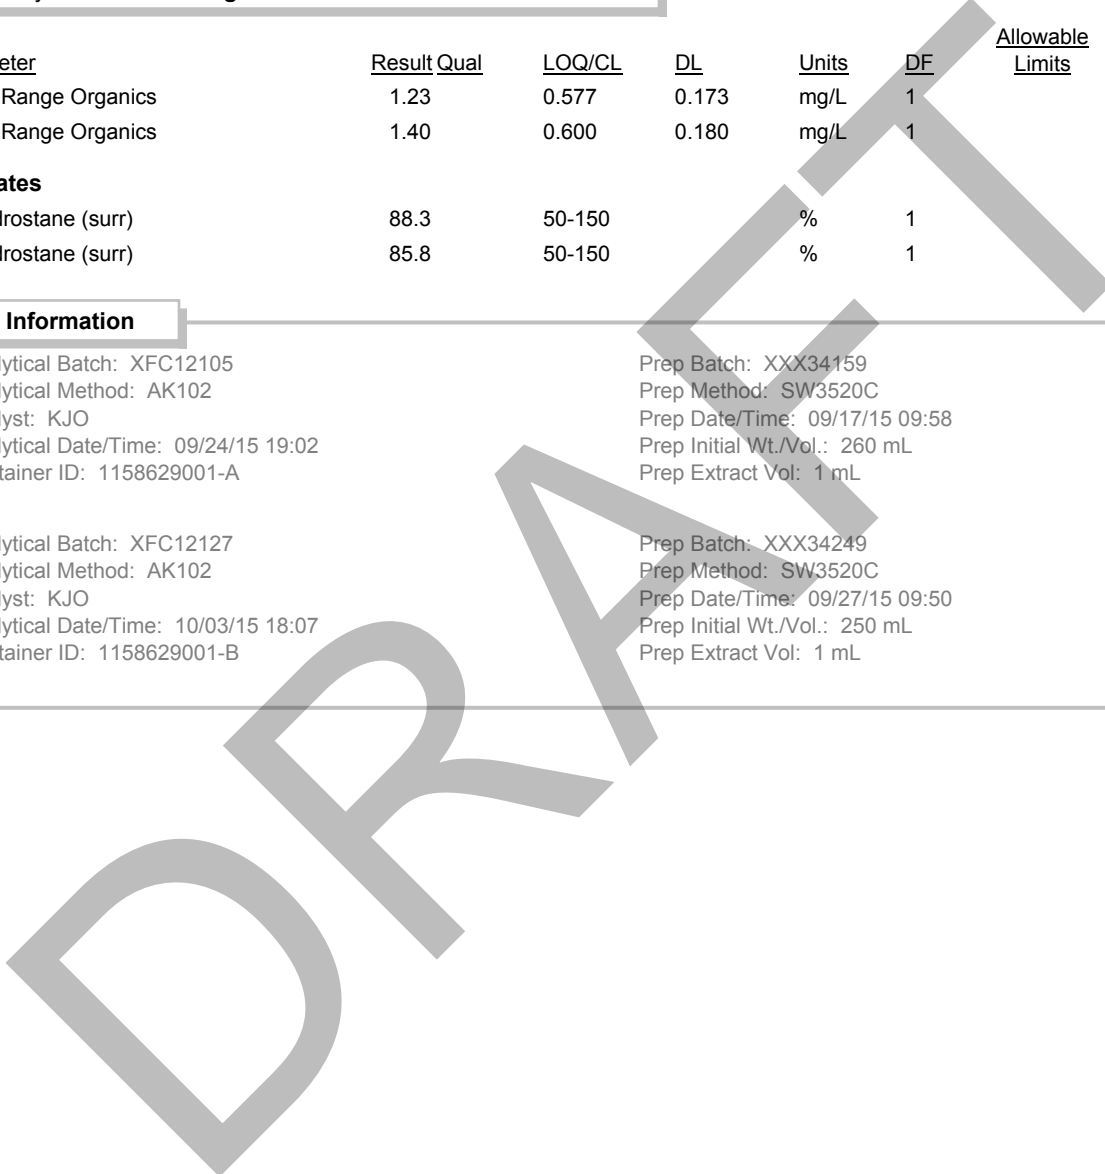 Allowable
eter Result Qual LOQ/CL DL Units DF Limits
Range Organics 1.23 0.577 0.173 mg/L 1
Range Organics 1.40 0.600 0.180 mg/L 1
ates
drostane (surr) 88.3 50-150 % 1
drostane (surr) 85.8 50-150 % 1
Information
lytical Batch: XFC12105 Prep Batch: XXX34159
lytical Method: AK102 Prep Method: SW3520C
lyst: KJO Prep Date/Time: 09/17/15 09:58
lytical Date/Time: 09/24/15 19:02 Prep Initial Wt./Vol.: 260 mL
tainer ID: 1158629001-A Prep Extract Vol: 1 mL
lytical Batch: XFC12127 Prep Batch: XXX34249
lytical Method: AK102 Prep Method: SW3520C
lyst: KJO Prep Date/Time: 09/27/15 09:50
lytical Date/Time: 10/03/15 18:07 Prep Initial Wt./Vol.: 250 mL
tainer ID: 1158629001-B Prep Extract Vol: 1 mL
DRAFT